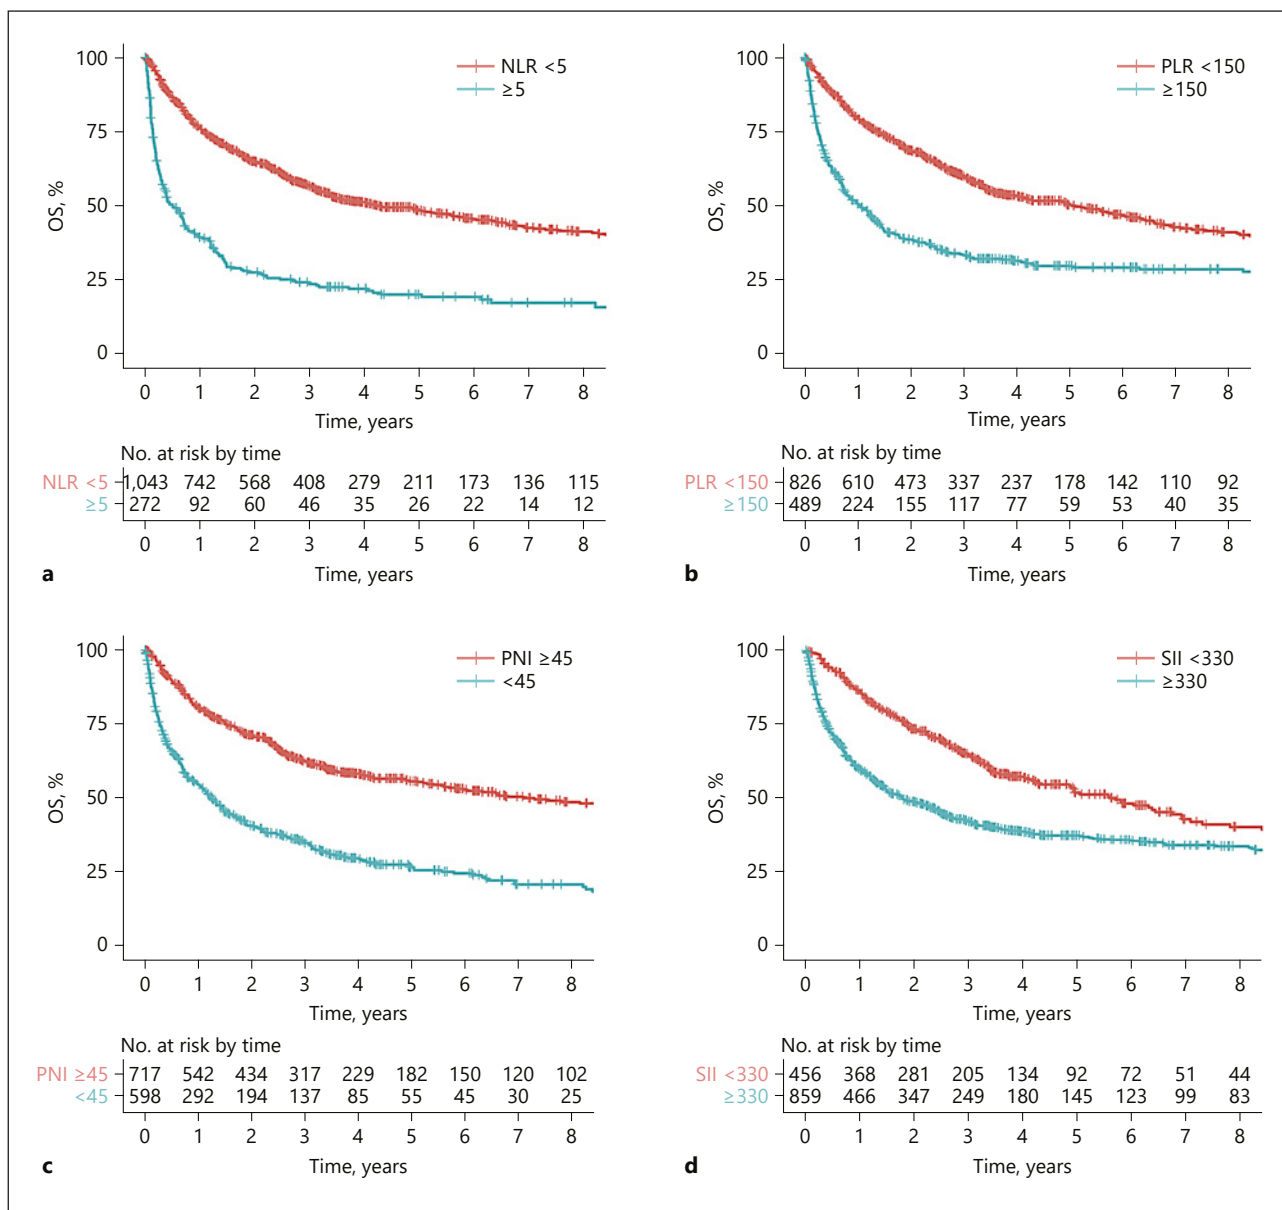 100
75
50
25
0
OS, %
NLR <5
≥5
0 1 2 3 4 5 6 7 8
Time, years
No. at risk by time
NLR <5 1,043 742 568 408 279 211 173 136 115
≥5 272 92 60 46 35 26 22 14 12
0 1 2 3 4 5 6 7 8
Time, years
a
100
75
50
25
0
OS, %
PLR <150
≥150
0 1 2 3 4 5 6 7 8
Time, years
No. at risk by time
PLR <150 826 610 473 337 237 178 142 110 92
≥150 489 224 155 117 77 59 53 40 35
0 1 2 3 4 5 6 7 8
Time, years
b
100
75
50
25
0
OS, %
PNI ≥45
<45
0 1 2 3 4 5 6 7 8
Time, years
No. at risk by time
PNI ≥45 717 542 434 317 229 182 150 120 102
<45 598 292 194 137 85 55 45 30 25
0 1 2 3 4 5 6 7 8
Time, years
c
100
75
50
25
0
OS, %
SII <330
≥330
0 1 2 3 4 5 6 7 8
Time, years
No. at risk by time
SII <330 456 368 281 205 134 92 72 51 44
≥330 859 466 347 249 180 145 123 99 83
0 1 2 3 4 5 6 7 8
Time, years
d